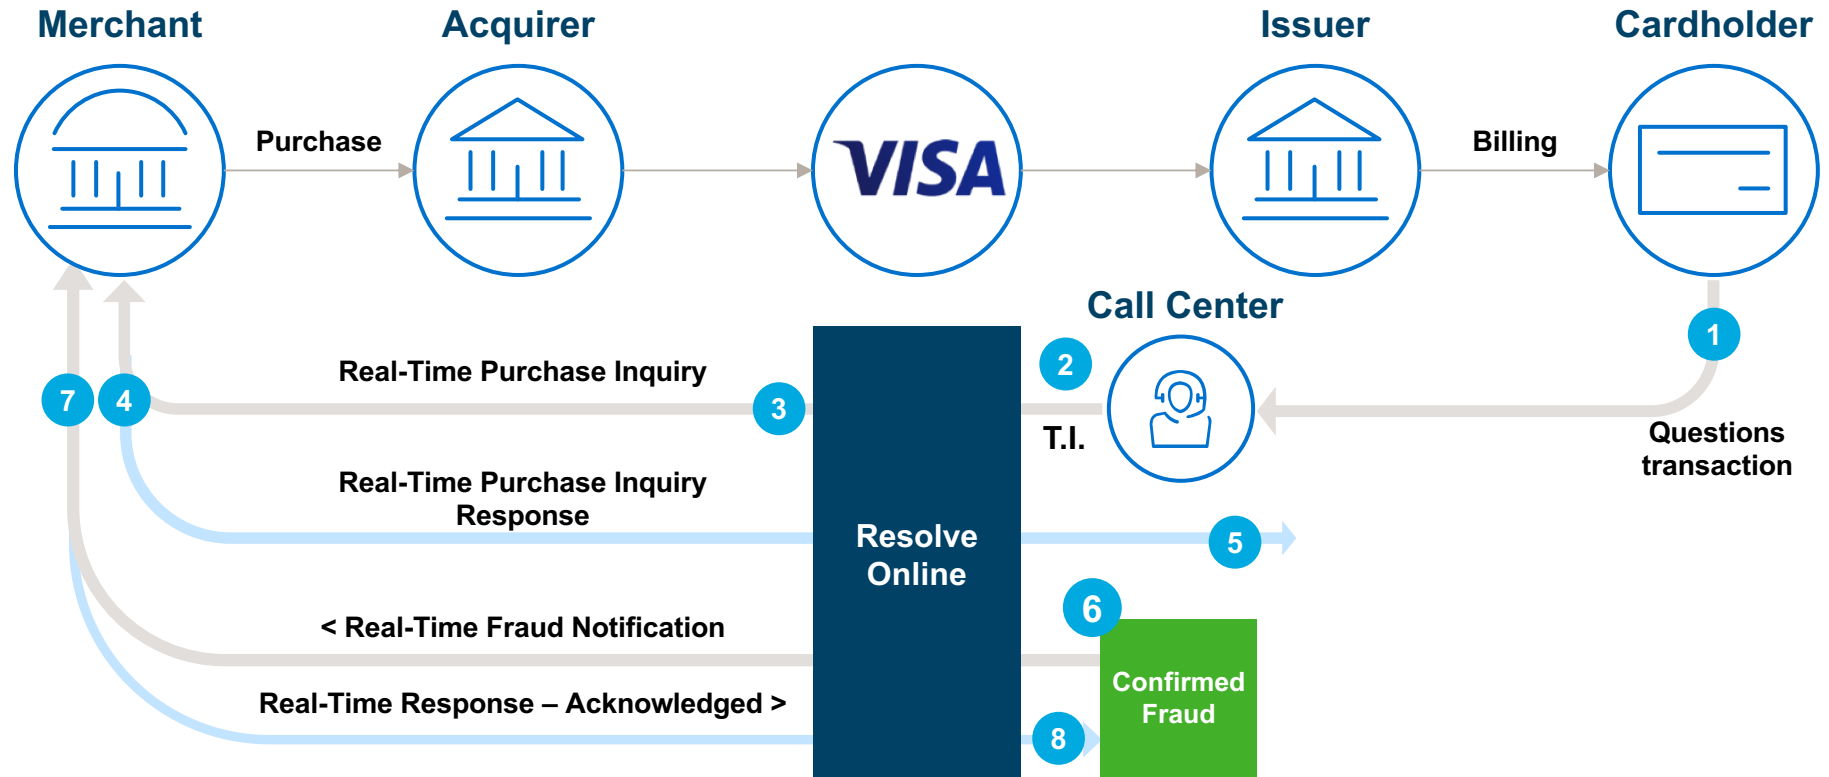 Merchant
Acquirer
Issuer
Cardholder
Purchase
VISA
Billing
Call Center
1
2
Real-Time Purchase Inquiry
3
7
4
T.I.
Questions
transaction
Real-Time Purchase Inquiry
Response
Resolve
Online
5
6
< Real-Time Fraud Notification
Confirmed
Fraud
Real-Time Response – Acknowledged >
8